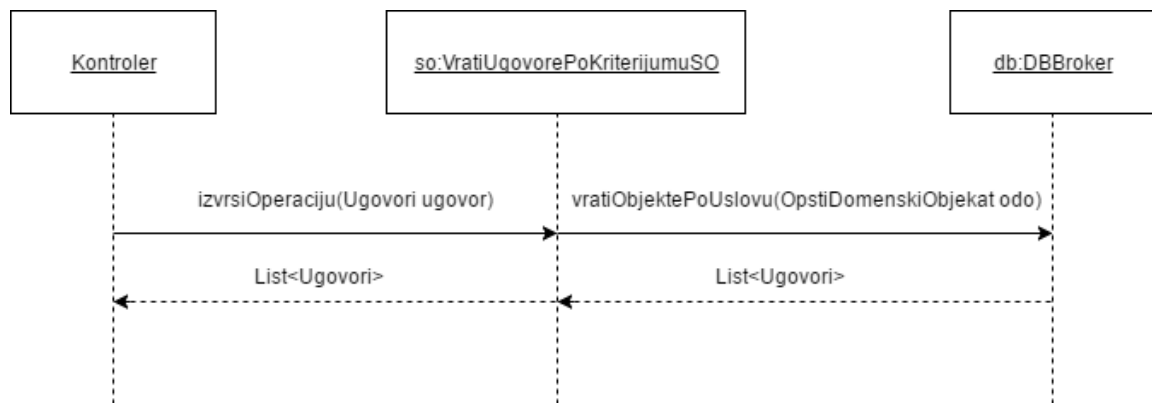 Kontroler
so:VratiUgovorePoKriterijumuSO
db:DBBroker
izvrsiOperaciju(Ugovori ugovor)
vratiObjektePoUslovu(OpstiDomenskiObjekat odo)
List<Ugovori>
List<Ugovori>